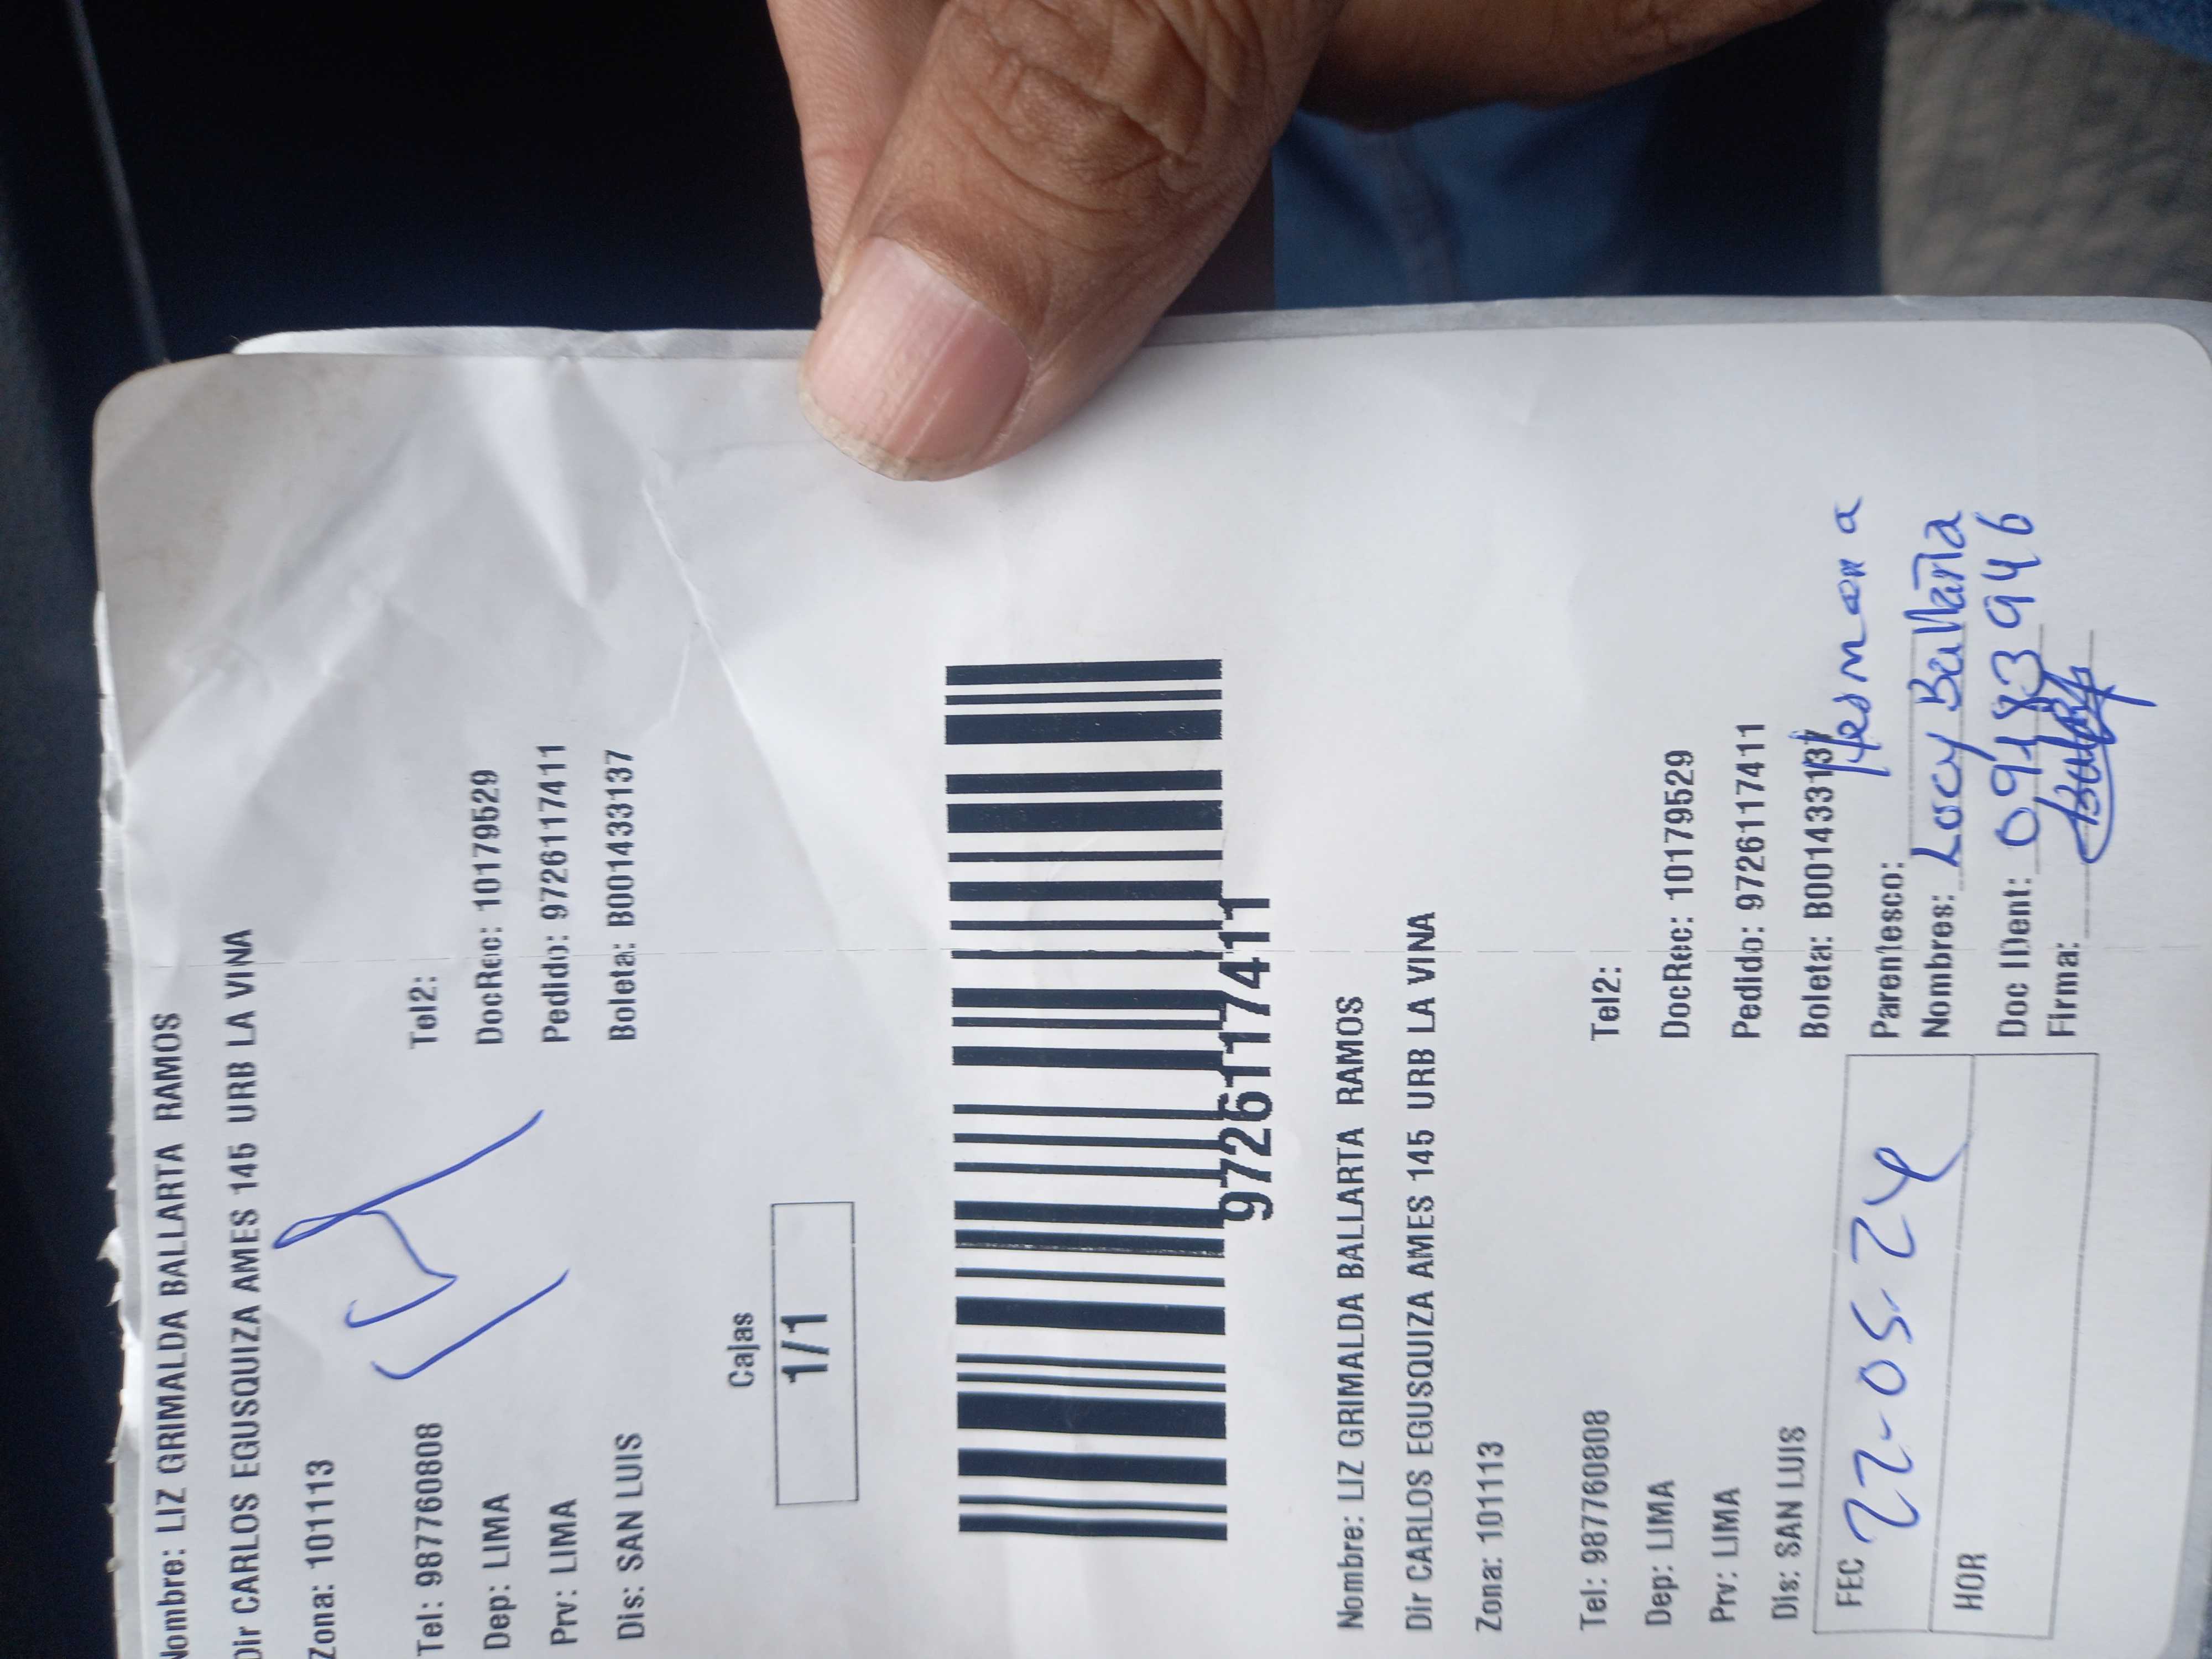 Nombre: LIZ GRIMALDA BALLARTA RAMOS
Dir CARLOS EGUSQUIZA AMES 145 URB LA VINA
Zona: 101113
Tel: 987760808 Tel2:
Dep: LIMA DocRec: 10179529
Prv: LIMA Pedido: 9726117411
Dis: SAN LUIS Boleta: B001433137
Cajas
1/1
9726117411
Nombre: LIZ GRIMALDA BALLARTA RAMOS
Dir CARLOS EGUSQUIZA AMES 145 URB LA VINA
Zona: 101113
Tel: 987760808 Tel2:
Dep: LIMA DocRec: 10179529
Prv: LIMA Pedido: 9726117411
Dis: SAN LUIS Boleta: B001433137
FEC 22-05-24 Parentesco:
Nombres: Lucy Ballarta
HOR Doc IDent: 09183946
Firma: